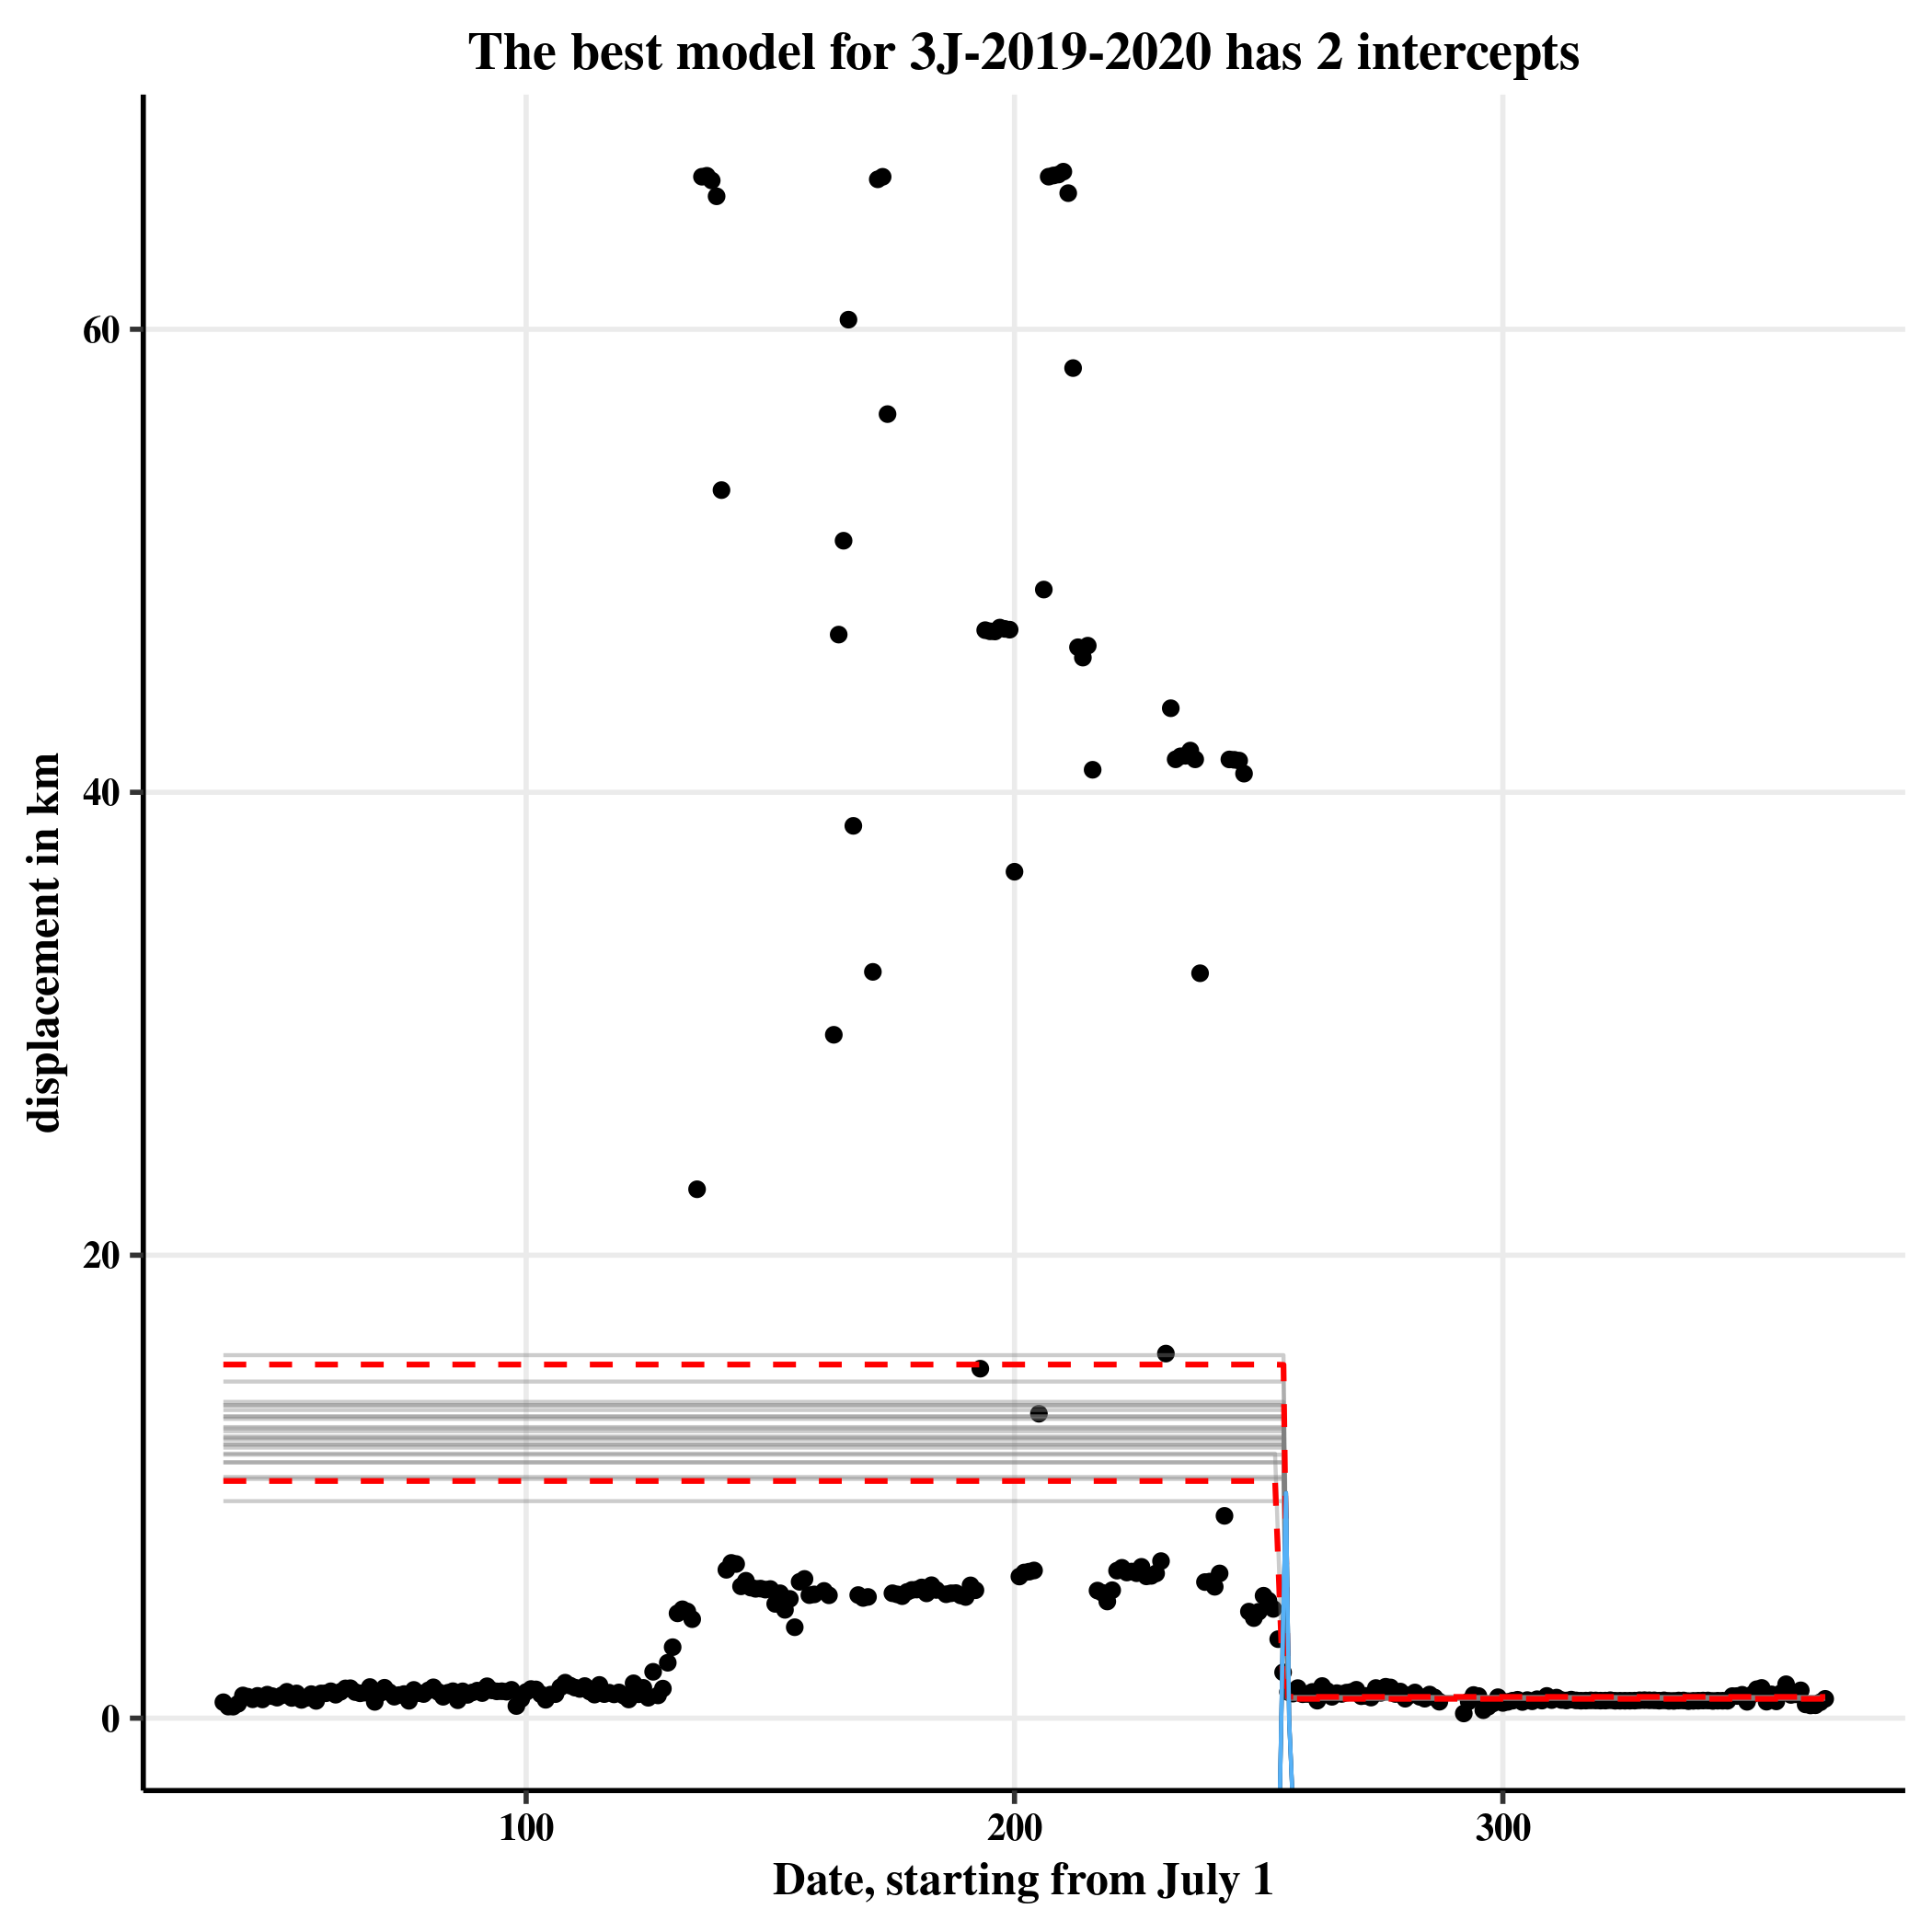 The best model for 3J-2019-2020 has 2 intercepts
displacement in km
60
40
20
0
100 200 300
Date, starting from July 1